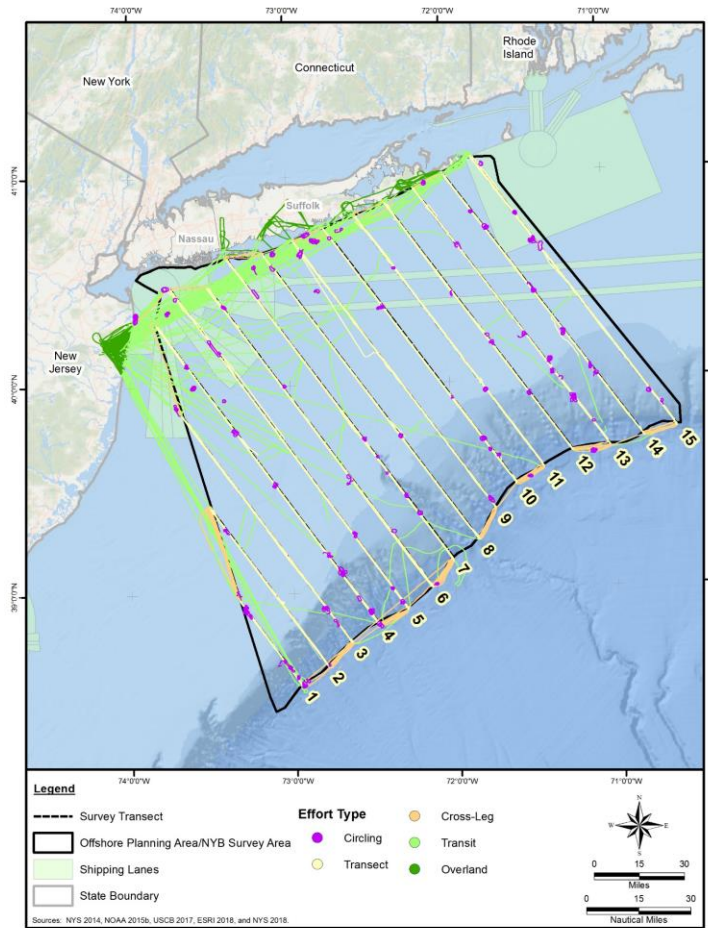 74°0'0"W 73°0'0"W 72°0'0"W 71°0'0"W
Rhode
Island
Connecticut
New York
41°0'0"N
Suffolk
Nassau
New
Jersey
40°0'0"N
39°0'0"N
15
14
13
12
11
10
9
8
7
6
5
4
3
2
1
74°0'0"W 73°0'0"W 72°0'0"W 71°0'0"W
Legend
Survey Transect
Offshore Planning Area/NYB Survey Area
Shipping Lanes
State Boundary
Effort Type
Circling
Transect
Cross-Leg
Transit
Overland
N
W E
S
0 15 30
Miles
0 15 30
Nautical Miles
Sources: NYS 2014, NOAA 2015b, USCB 2017, ESRI 2018, and NYS 2018.